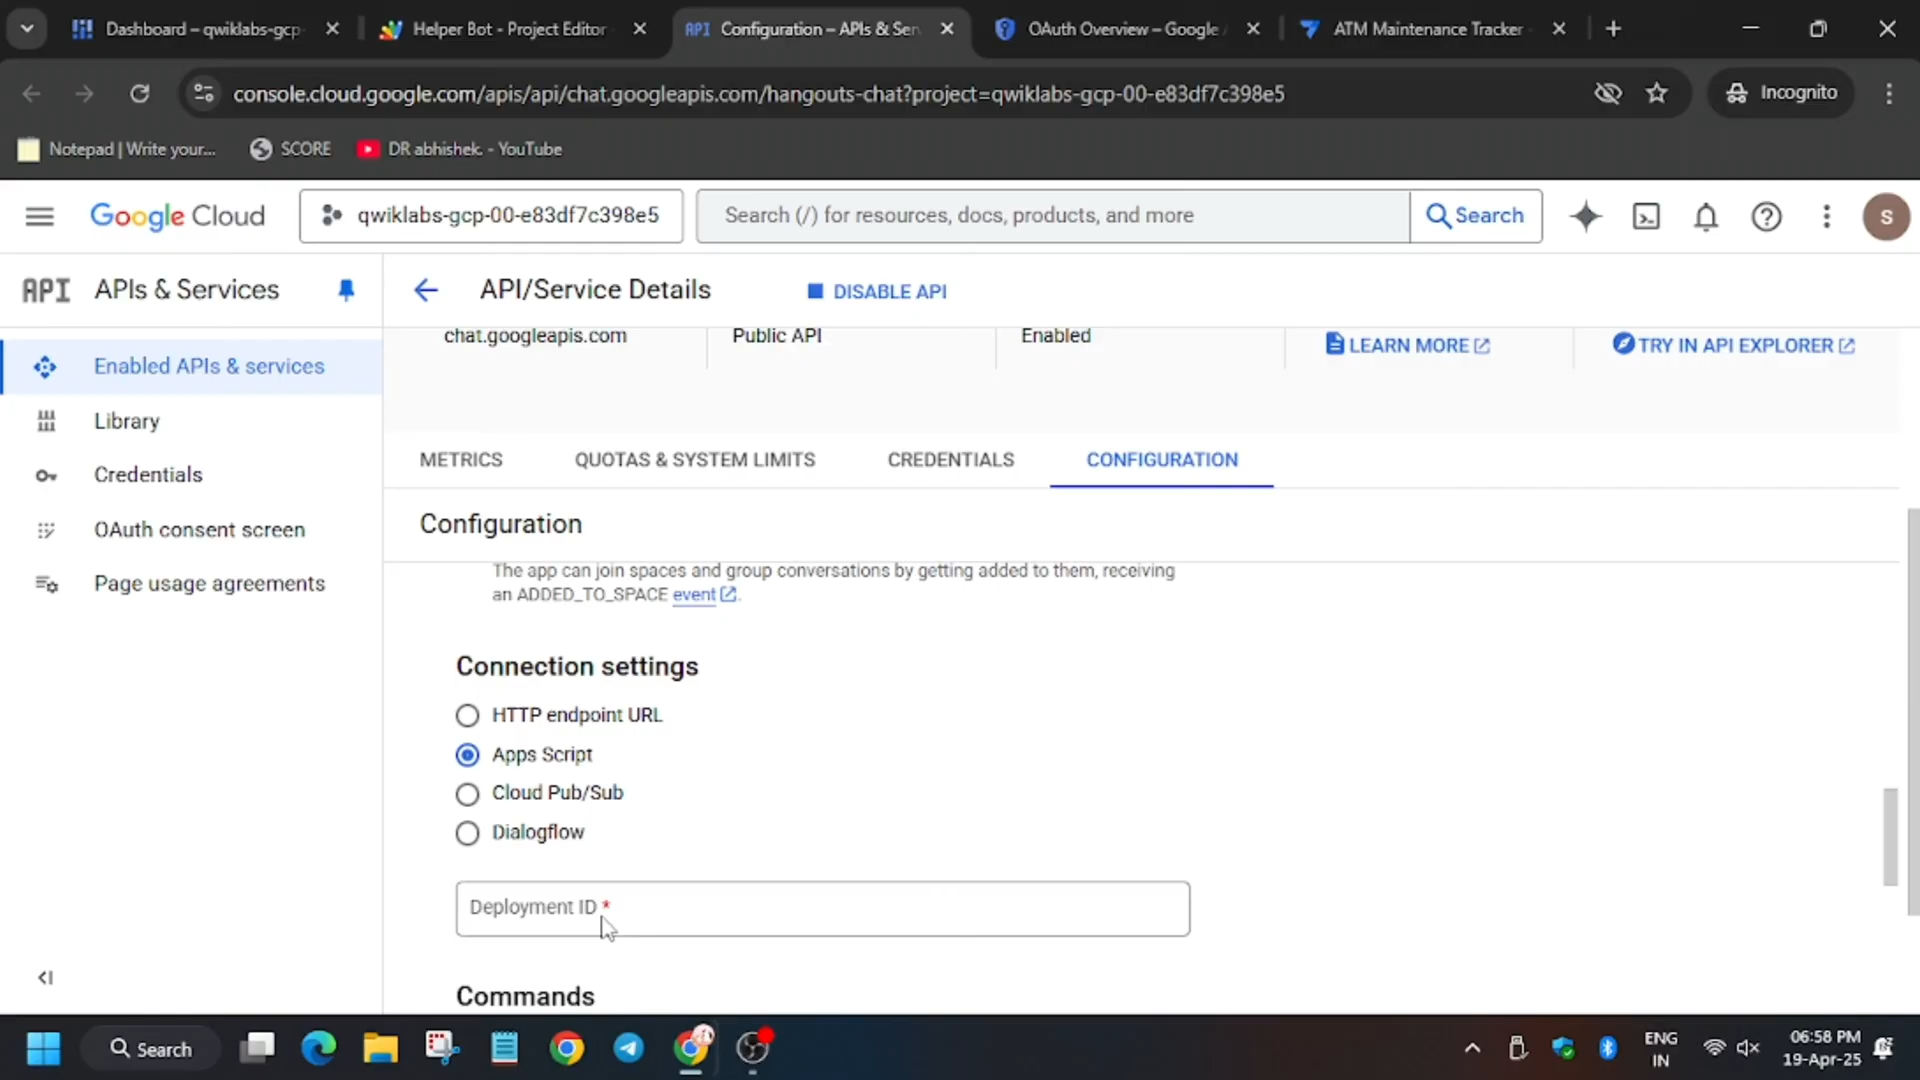 Dashboard – qwiklabs-gcp-
Helper Bot - Project Editor
API Configuration – APIs & Ser
OAuth Overview – Google
ATM Maintenance Tracker
console.cloud.google.com/apis/api/chat.googleapis.com/hangouts-chat?project=qwiklabs-gcp-00-e83df7c398e5
Incognito
Notepad | Write your...
SCORE
DR abhishek. - YouTube
Google Cloud
qwiklabs-gcp-00-e83df7c398e5
Search (/) for resources, docs, products, and more
Search
S
API APIs & Services
API/Service Details
DISABLE API
chat.googleapis.com
Public API
Enabled
LEARN MORE
TRY IN API EXPLORER
Enabled APIs & services
Library
Credentials
OAuth consent screen
Page usage agreements
METRICS
QUOTAS & SYSTEM LIMITS
CREDENTIALS
CONFIGURATION
Configuration
The app can join spaces and group conversations by getting added to them, receiving
an ADDED_TO_SPACE event.
Connection settings
HTTP endpoint URL
Apps Script
Cloud Pub/Sub
Dialogflow
Deployment ID *
Commands
Search
ENG
IN
06:58 PM
19-Apr-25